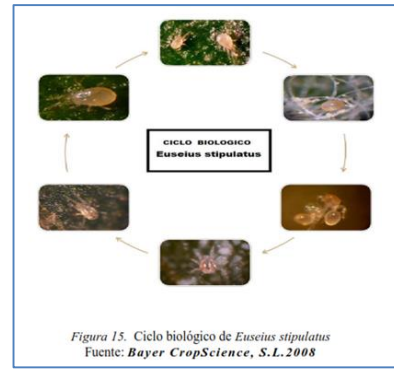 CICLO BIOLOGICO
Euseius stipulatus
Figura 15. Ciclo biológico de Euseius stipulatus
Fuente: Bayer CropScience, S.L.2008